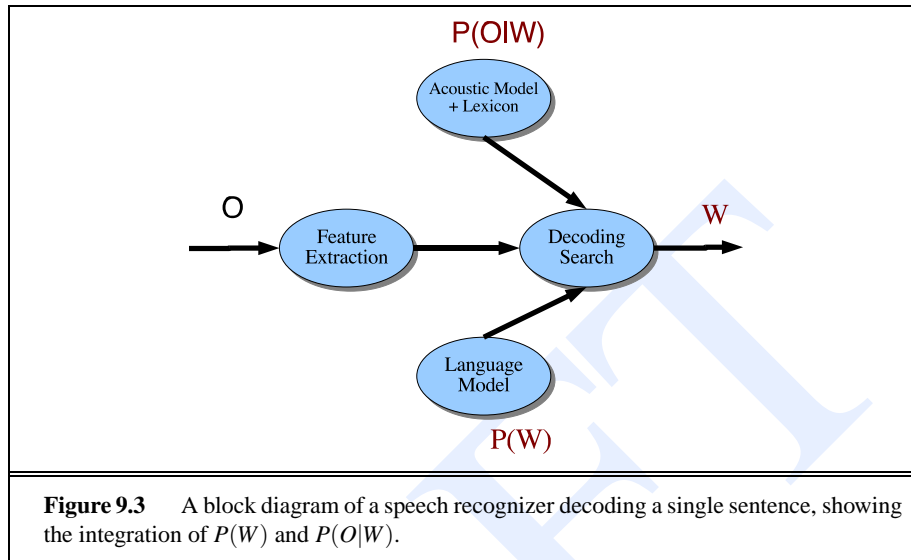 P(O|W)
Acoustic Model
+ Lexicon
O
Feature
Extraction
Decoding
Search
W
Language
Model
P(W)
FT
Figure 9.3 A block diagram of a speech recognizer decoding a single sentence, showing
the integration of P(W) and P(O|W).